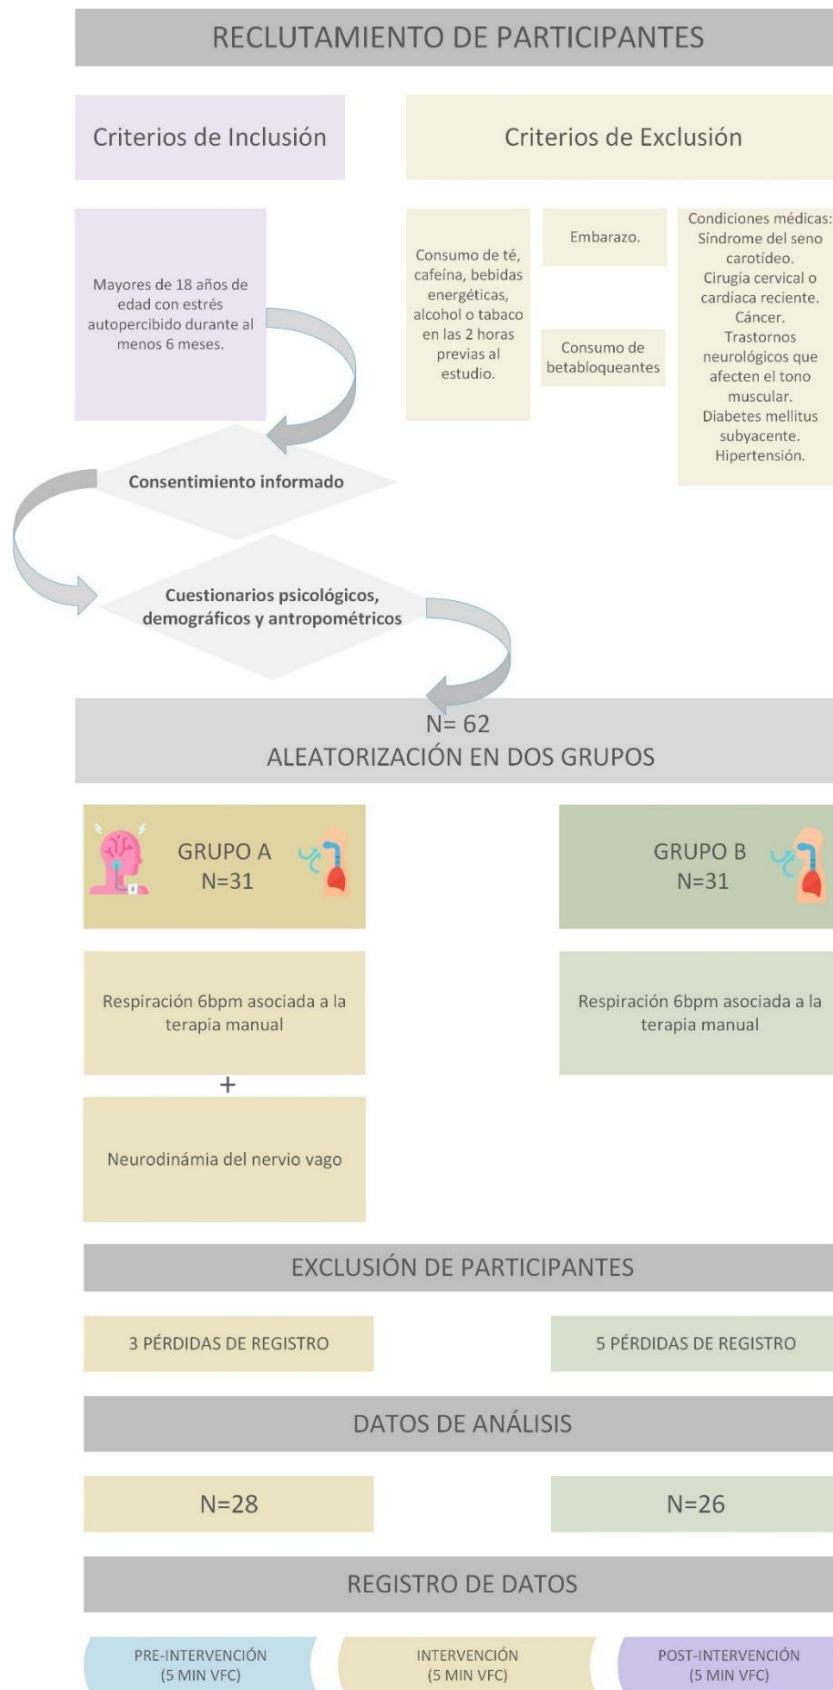 RECLUTAMIENTO DE PARTICIPANTES
Criterios de Inclusión
Criterios de Exclusión
Mayores de 18 años de
edad con estrés
autopercibido durante al
menos 6 meses.
Consumo de té,
cafeína, bebidas
energéticas,
alcohol o tabaco
en las 2 horas
previas al
estudio.
Embarazo.
Consumo de
betabloqueantes
Condiciones médicas:
Síndrome del seno
carotídeo.
Cirugía cervical o
cardíaca reciente.
Cáncer.
Trastornos
neurológicos que
afecten el tono
muscular.
Diabetes mellitus
subyacente.
Hipertensión.
Consentimiento informado
Cuestionarios psicológicos,
demográficos y antropométricos
N= 62
ALEATORIZACIÓN EN DOS GRUPOS
GRUPO A
N=31
GRUPO B
N=31
Respiración 6bpm asociada a la
terapia manual
+
Neurodinámia del nervio vago
Respiración 6bpm asociada a la
terapia manual
EXCLUSIÓN DE PARTICIPANTES
3 PÉRDIDAS DE REGISTRO
5 PÉRDIDAS DE REGISTRO
DATOS DE ANÁLISIS
N=28
N=26
REGISTRO DE DATOS
PRE-INTERVENCIÓN
(5 MIN VFC)
INTERVENCIÓN
(5 MIN VFC)
POST-INTERVENCIÓN
(5 MIN VFC)